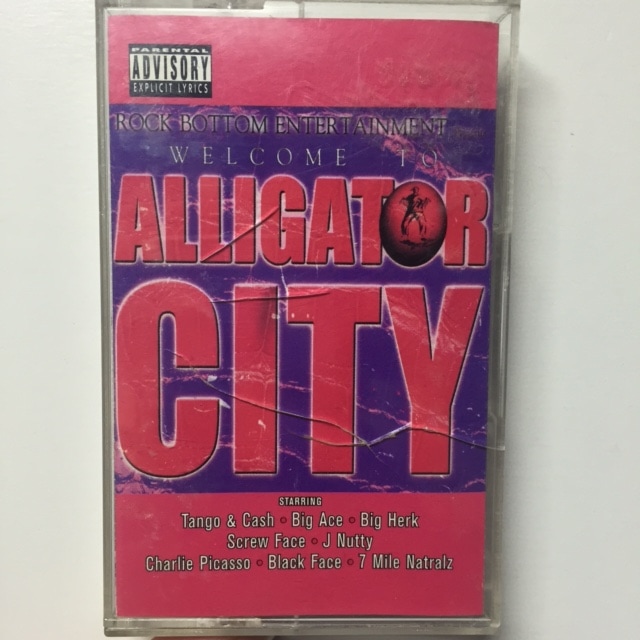 PARENTAL
ADVISORY
EXPLICIT LYRICS
ROCK BOTTOM ENTERTAINMENT
WELCOME TO
ALLIGATOR
CITY
STARRING
Tango & Cash • Big Ace • Big Herk
Screw Face • J Nutty
Charlie Picasso • Black Face • 7 Mile Natralz